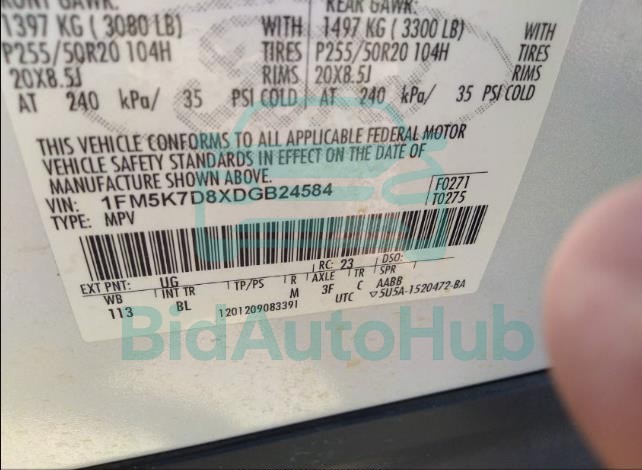 FRONT GAWR: REAR GAWR:
1397 KG ( 3080 LB) WITH 1497 KG ( 3300 LB) WITH
P255/50R20 104H TIRES P255/50R20 104H TIRES
20X8.5J RIMS 20X8.5J RIMS
AT 240 kPa/ 35 PSI COLD AT 240 kPa/ 35 PSI COLD
THIS VEHICLE CONFORMS TO ALL APPLICABLE FEDERAL MOTOR
VEHICLE SAFETY STANDARDS IN EFFECT ON THE DATE OF
MANUFACTURE SHOWN ABOVE.
VIN: 1FM5K7D8XDGB24584 F0271
TYPE: MPV T0275
EXT PNT: UG RC: 23 DSO:
WB INT TR TP/PS R AXLE TR SPR
113 BL M 3F C AABB
1201209083391 UTC ▽5U5A-1520472-BA
BidAutoHub